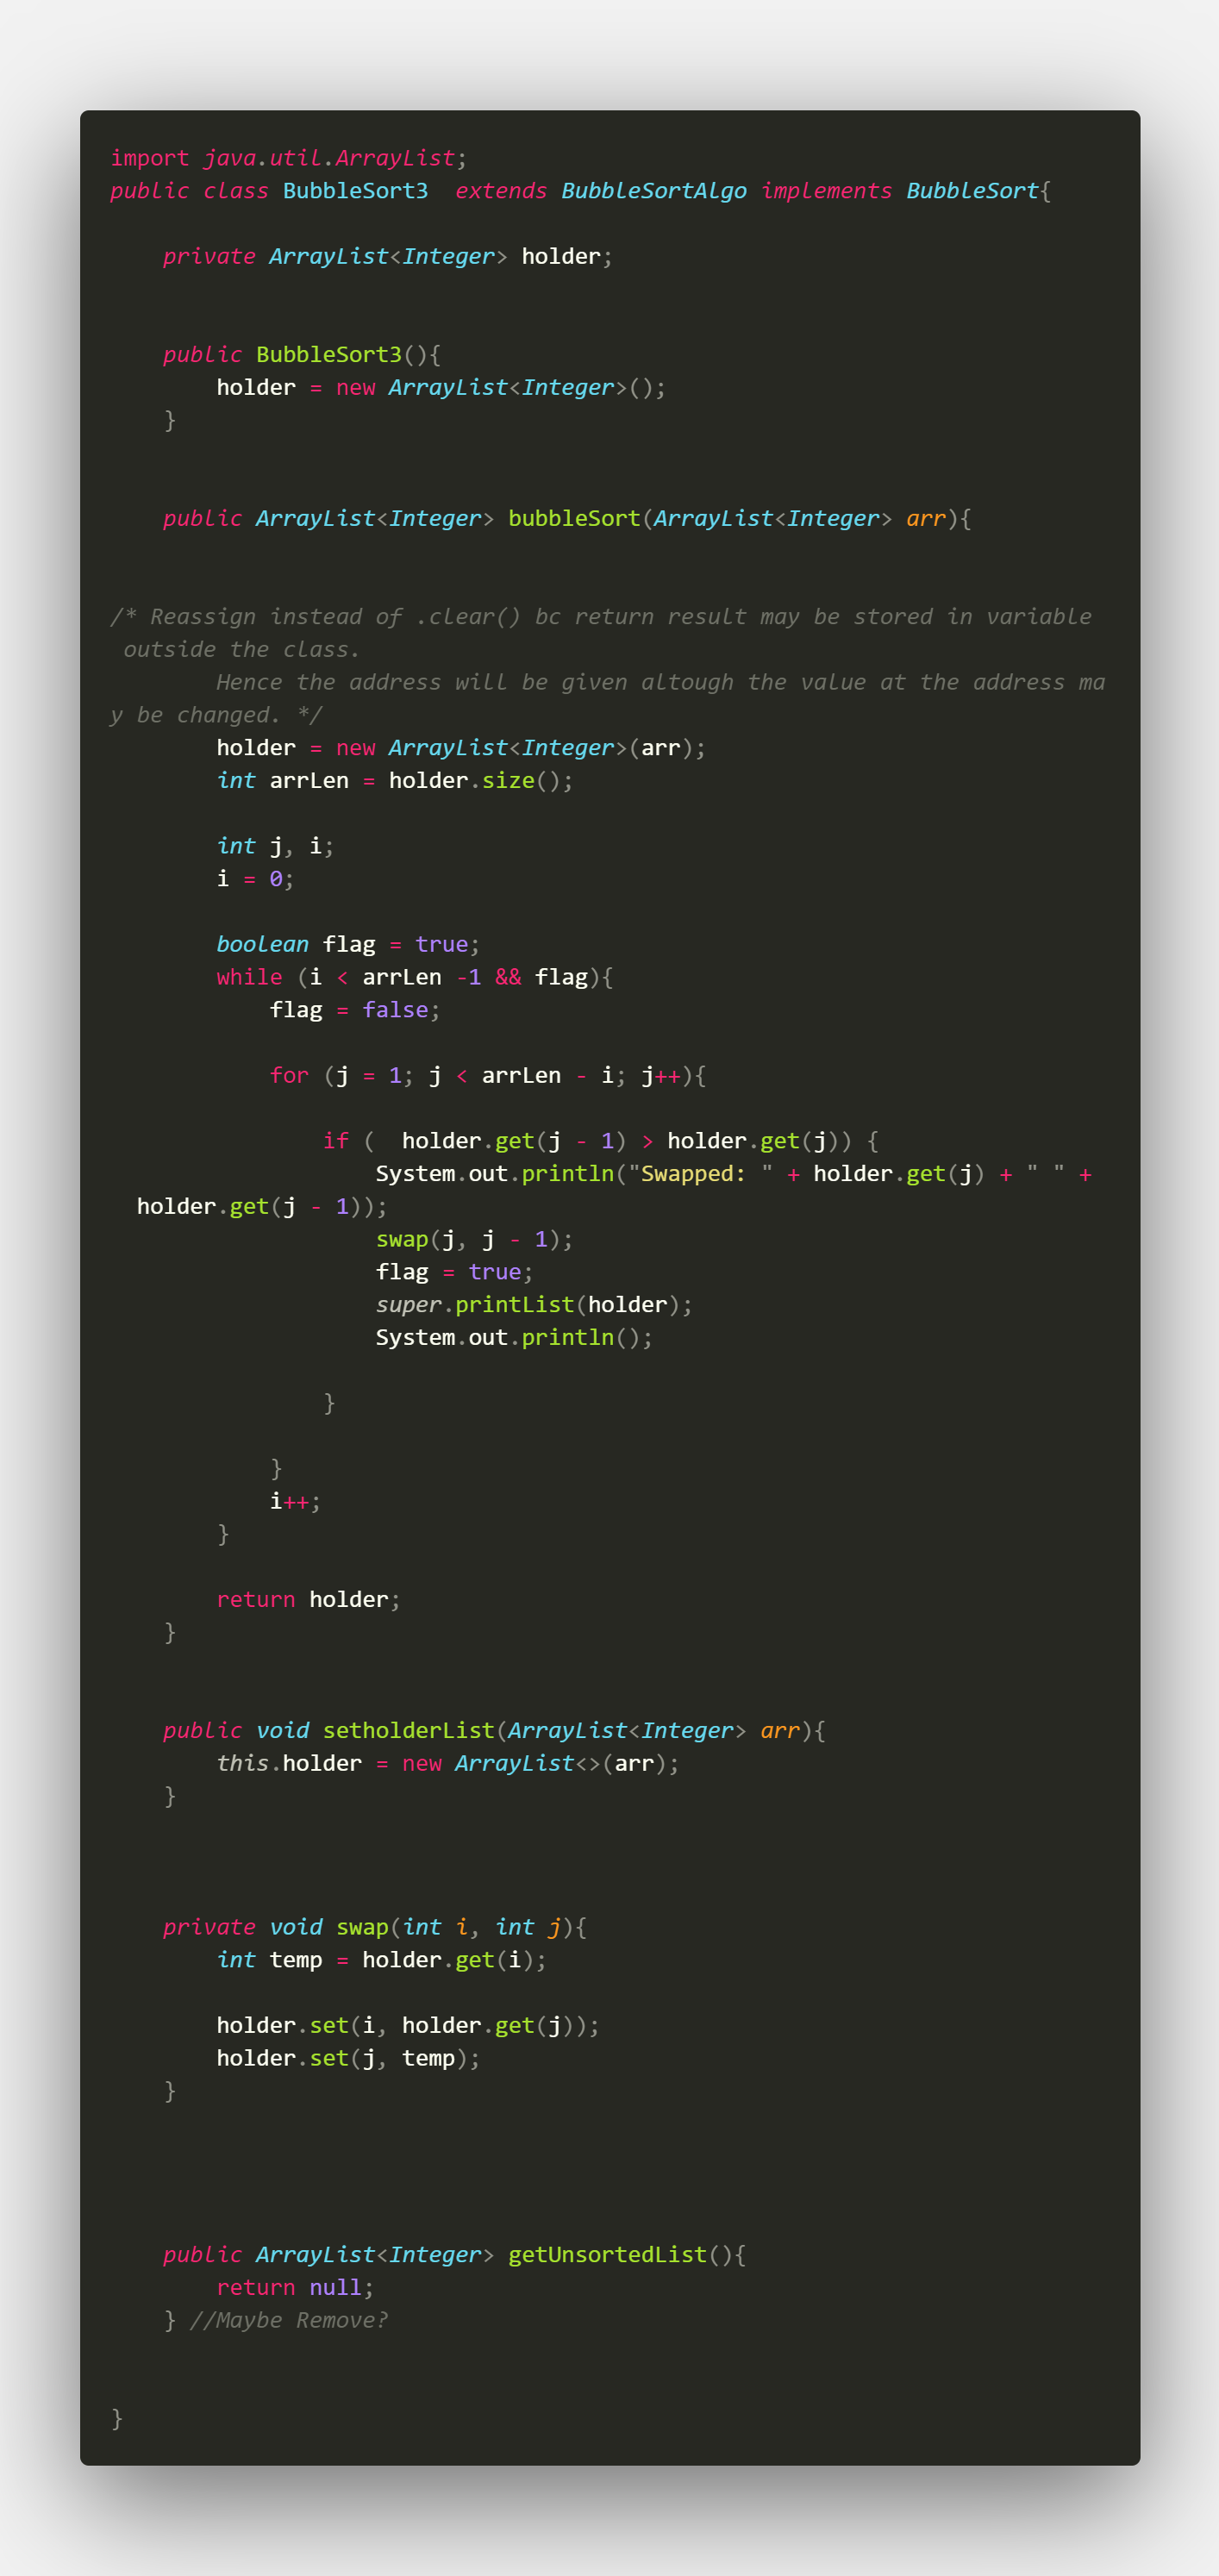 import java.util.ArrayList;
public class BubbleSort3  extends BubbleSortAlgo implements BubbleSort{
    private ArrayList<Integer> holder;
    public BubbleSort3(){
        holder = new ArrayList<Integer>();
    }
    public ArrayList<Integer> bubbleSort(ArrayList<Integer> arr){
/* Reassign instead of .clear() bc return result may be stored in variable
 outside the class.
        Hence the address will be given altough the value at the address ma
y be changed. */
        holder = new ArrayList<Integer>(arr);
        int arrLen = holder.size();
        int j, i;
        i = 0;
        boolean flag = true;
        while (i < arrLen -1 && flag){
            flag = false;
            for (j = 1; j < arrLen - i; j++){
                if (  holder.get(j - 1) > holder.get(j)) {
                    System.out.println("Swapped: " + holder.get(j) + " " +
  holder.get(j - 1));
                    swap(j, j - 1);
                    flag = true;
                    super.printList(holder);
                    System.out.println();
                }
            }
            i++;
        }
        return holder;
    }
    public void setholderList(ArrayList<Integer> arr){
        this.holder = new ArrayList<>(arr);
    }
    private void swap(int i, int j){
        int temp = holder.get(i);
        holder.set(i, holder.get(j));
        holder.set(j, temp);
    }
    public ArrayList<Integer> getUnsortedList(){
        return null;
    } //Maybe Remove?
}